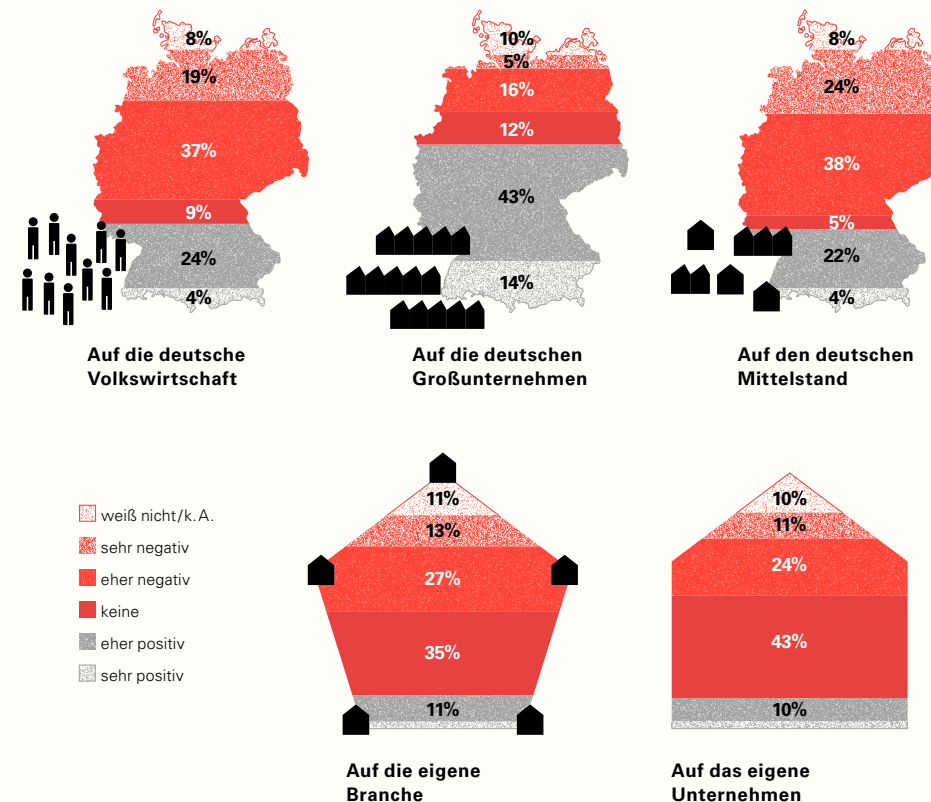 8%
19%
37%
9%
24%
4%
Auf die deutsche
Volkswirtschaft
10%
5%
16%
12%
43%
14%
Auf die deutschen
Großunternehmen
8%
24%
38%
5%
22%
4%
Auf den deutschen
Mittelstand
weiß nicht/k. A.
sehr negativ
eher negativ
keine
eher positiv
sehr positiv
11%
13%
27%
35%
11%
Auf die eigene
Branche
10%
11%
24%
43%
10%
Auf das eigene
Unternehmen